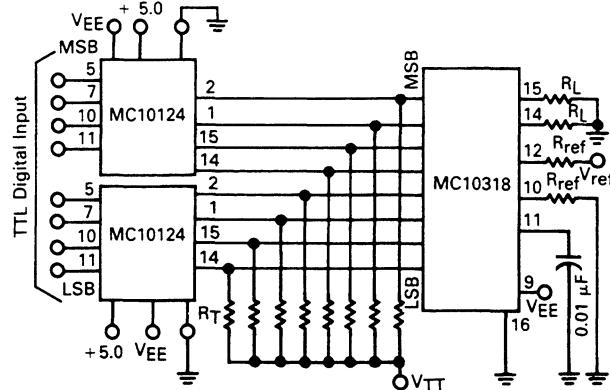 VEE + 5.0
MSB
TTL Digital Input
5
7
10
11
MC10124
2
1
15
14
5
7
10
11
MC10124
2
1
15
14
LSB
+5.0 VEE
RT
VTT
MSB
LSB
MC10318
15 RL
14 RL
12 Rref
Vref
10 Rref
11
9
VEE
16
0.01 μF